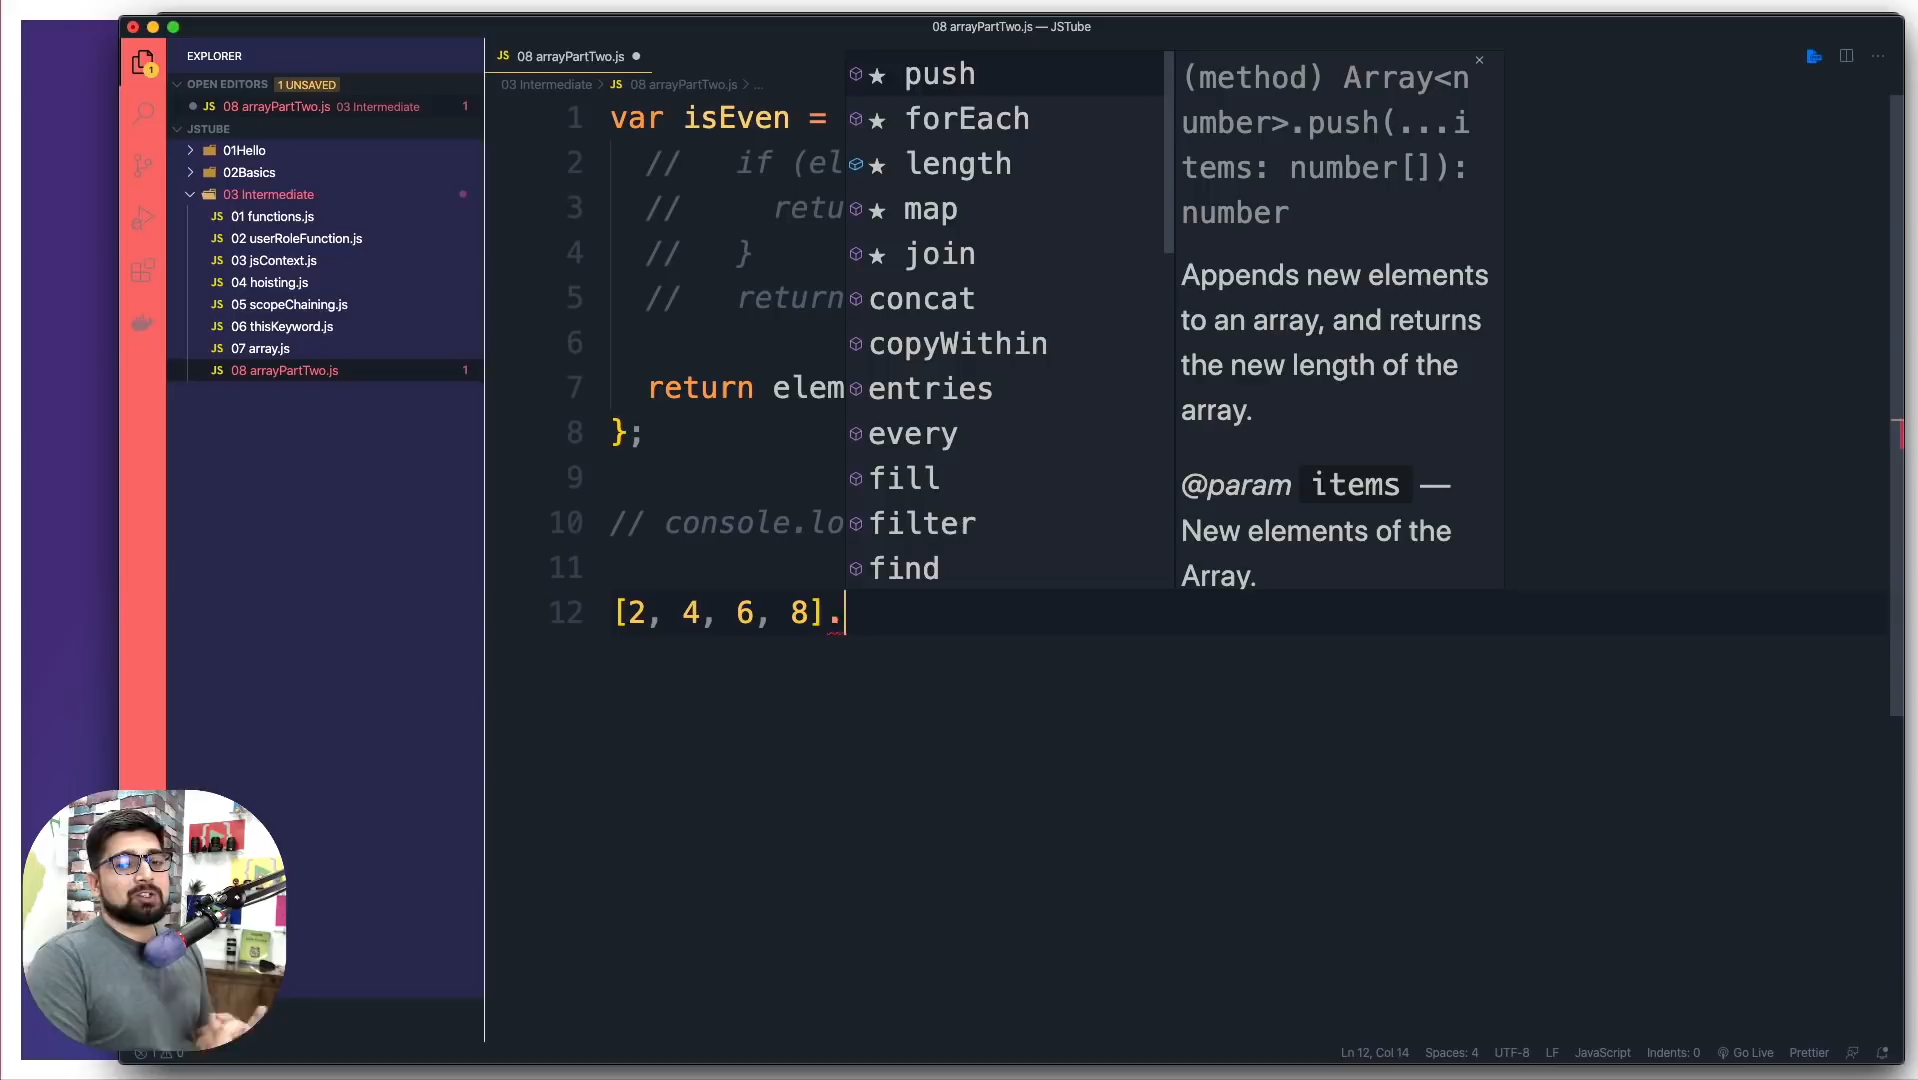 08 arrayPartTwo.js — JSTube
EXPLORER
OPEN EDITORS 1 UNSAVED
JS 08 arrayPartTwo.js 03 Intermediate 1
JSTUBE
01Hello
02Basics
03 Intermediate
JS 01 functions.js
JS 02 userRoleFunction.js
JS 03 jsContext.js
JS 04 hoisting.js
JS 05 scopeChaining.js
JS 06 thisKeyword.js
JS 07 array.js
JS 08 arrayPartTwo.js 1
1
JS 08 arrayPartTwo.js
03 Intermediate > JS 08 arrayPartTwo.js > ...
1 var isEven =
2 // if (el
3 // retu
4 // }
5 // return
6
7 return elem
8 };
9
10 // console.lo
11
12 [2, 4, 6, 8].
★ push
★ forEach
★ length
★ map
★ join
concat
copyWithin
entries
every
fill
filter
find
(method) Array<n
umber>.push(...i
tems: number[]):
number
Appends new elements
to an array, and returns
the new length of the
array.
@param items —
New elements of the
Array.
Ln 12, Col 14 Spaces: 4 UTF-8 LF JavaScript Indents: 0 Go Live Prettier